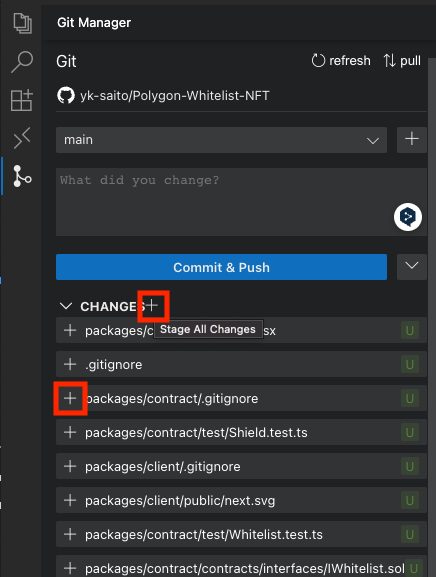 Git Manager
Git
refresh
pull
yk-saito/Polygon-Whitelist-NFT
main
What did you change?
Commit & Push
CHANGES
Stage All Changes
packages/c sx U
.gitignore U
packages/contract/.gitignore U
packages/contract/test/Shield.test.ts U
packages/client/.gitignore U
packages/client/public/next.svg U
packages/contract/test/Whitelist.test.ts U
packages/contract/contracts/interfaces/IWhitelist.sol U